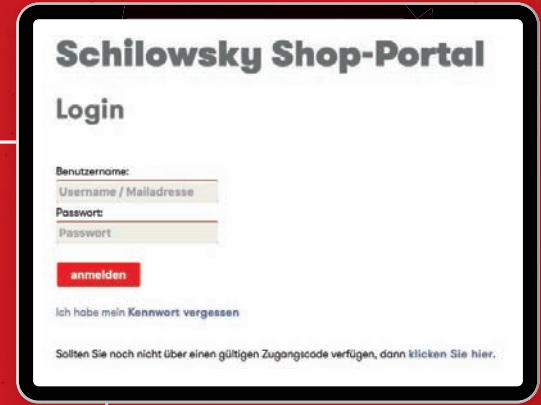 Schilowsky Shop-Portal
Login
Benutzername:
Username / Mailadresse
Passwort:
Passwort
anmelden
Ich habe mein Kennwort vergessen
Sollten Sie noch nicht über einen gültigen Zugangscode verfügen, dann klicken Sie hier.